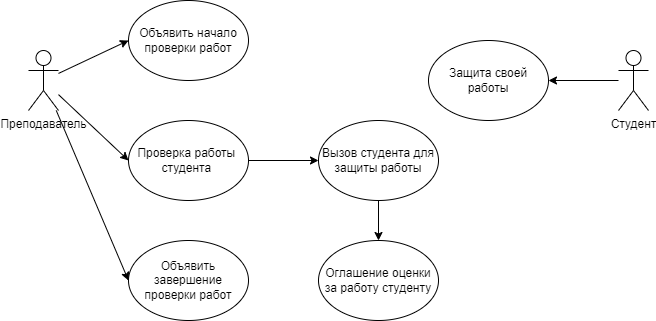 Объявить начало
проверки работ
Защита своей
работы
Преподаватель
Студент
Проверка работы
студента
Вызов студента для
защиты работы
Объявить
завершение
проверки работ
Оглашение оценки
за работу студенту